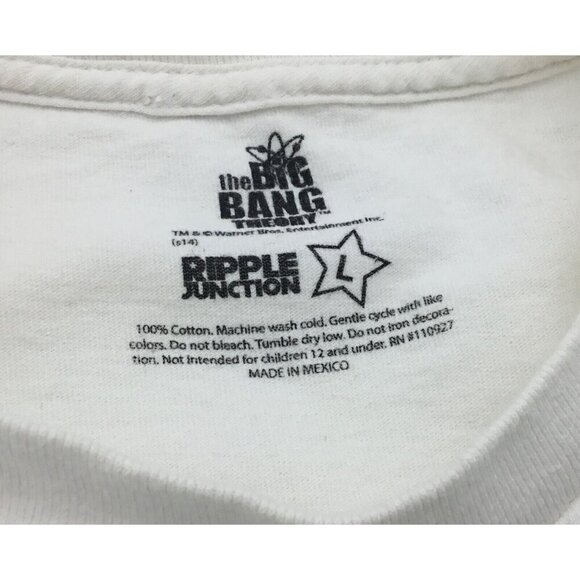 the BIG
BANG
THEORY™
TM & © Warner Bros. Entertainment Inc.
(s14)
RIPPLE
JUNCTION
L
100% Cotton. Machine wash cold. Gentle cycle with like
colors. Do not bleach. Tumble dry low. Do not iron decora-
tion. Not intended for children 12 and under. RN #110927
MADE IN MEXICO